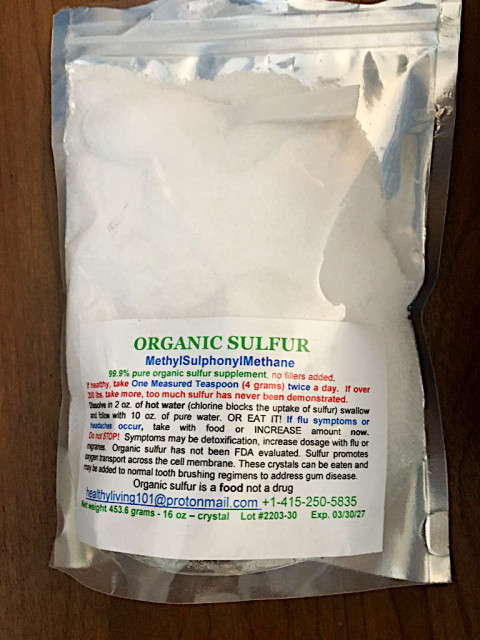 ORGANIC SULFUR
MethylSulphonylMethane
99.9% pure organic sulfur supplement, no fillers added.
If healthy, take One Measured Teaspoon (4 grams) twice a day. If over
200 lbs. take more, too much sulfur has never been demonstrated.
Dissolve in 2 oz. of hot water (chlorine blocks the uptake of sulfur) swallow
and follow with 10 oz. of pure water. OR EAT IT! If flu symptoms or
headaches occur, take with food or INCREASE amount now.
Do not STOP! Symptoms may be detoxification, increase dosage with flu or
migraines. Organic sulfur has not been FDA evaluated. Sulfur promotes
oxygen transport across the cell membrane. These crystals can be eaten and
may be added to normal tooth brushing regimens to address gum disease.
Organic sulfur is a food not a drug
healthyliving101@protonmail.com +1-415-250-5835
Net weight 453.6 grams - 16 oz – crystal Lot #2203-30 Exp. 03/30/27